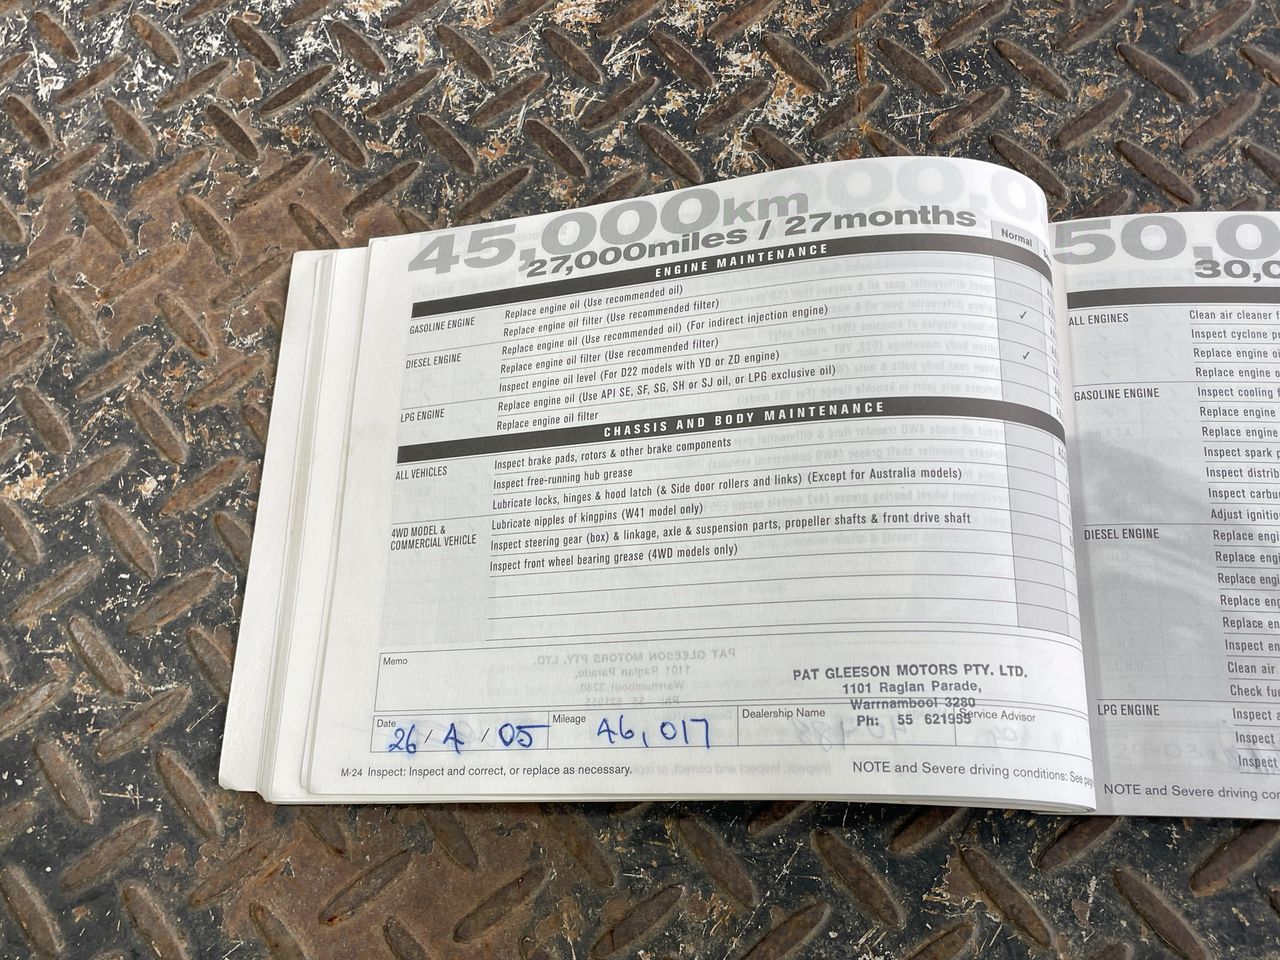 45,000km
27,000miles / 27months
Normal
ENGINE MAINTENANCE
GASOLINE ENGINE
Replace engine oil (Use recommended oil)
Replace engine oil filter (Use recommended filter)
DIESEL ENGINE
Replace engine oil (Use recommended oil) (For indirect injection engine)
✓
Replace engine oil filter (Use recommended filter)
Inspect engine oil level (For D22 models with YD or ZD engine)
✓
LPG ENGINE
Replace engine oil (Use API SE, SF, SG, SH or SJ oil, or LPG exclusive oil)
Replace engine oil filter
CHASSIS AND BODY MAINTENANCE
ALL VEHICLES
Inspect brake pads, rotors & other brake components
Inspect free-running hub grease
Lubricate locks, hinges & hood latch (& Side door rollers and links) (Except for Australia models)
4WD MODEL &
COMMERCIAL VEHICLE
Lubricate nipples of kingpins (W41 model only)
Inspect steering gear (box) & linkage, axle & suspension parts, propeller shafts & front drive shaft
Inspect front wheel bearing grease (4WD models only)
Memo
PAT GLEESON MOTORS PTY. LTD.
1101 Raglan Parade,
Warrnambool 3280
Ph: 55 621955
Date
26 / 4 / 05
Mileage
46,017
Dealership Name
Service Advisor
M-24 Inspect: Inspect and correct, or replace as necessary.
NOTE and Severe driving conditions: See
50,0
30,0
ALL ENGINES
Clean air cleaner
Inspect cyclone
Replace engine
Replace engine
GASOLINE ENGINE
Inspect cooling
Replace engine
Replace engine
Inspect spark
Inspect
Inspect
Adjust
DIESEL ENGINE
Replace
Replace
Replace
Replace
Replace
Inspect
Clean air
Check
LPG ENGINE
Inspect
Inspect
Inspect
NOTE and Severe driving